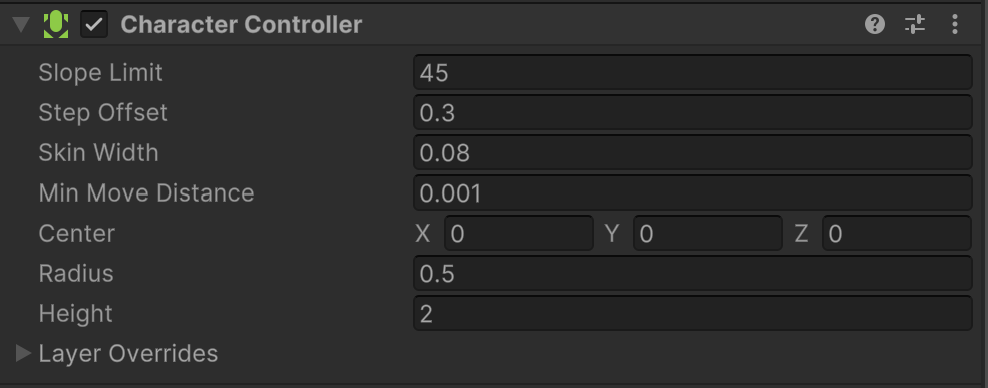 Character Controller
Slope Limit 45
Step Offset 0.3
Skin Width 0.08
Min Move Distance 0.001
Center X 0 Y 0 Z 0
Radius 0.5
Height 2
Layer Overrides